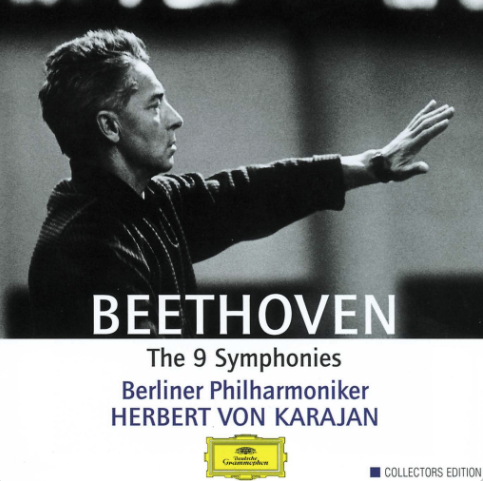 BEETHOVEN
The 9 Symphonies
Berliner Philharmoniker
HERBERT VON KARAJAN
Deutsche
Grammophon
COLLECTORS EDITION